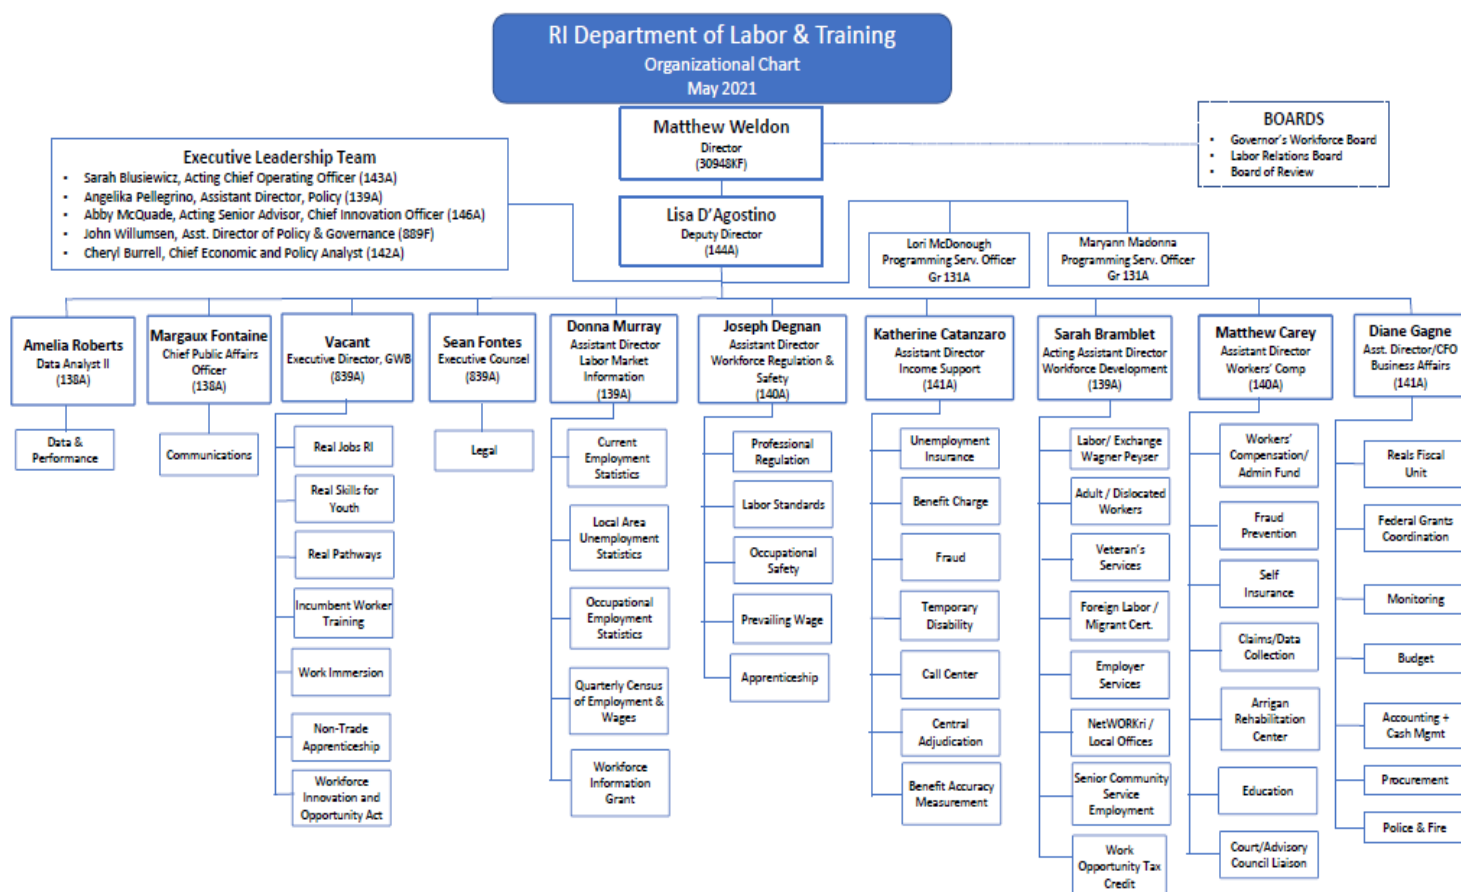 RI Department of Labor & Training
Organizational Chart
May 2021
Matthew Weldon
Director
(30948KF)
BOARDS
• Governor's Workforce Board
• Labor Relations Board
• Board of Review
Executive Leadership Team
• Sarah Blusiewicz, Acting Chief Operating Officer (143A)
• Angelika Pellegrino, Assistant Director, Policy (139A)
• Abby McQuade, Acting Senior Advisor, Chief Innovation Officer (146A)
• John Willumsen, Asst. Director of Policy & Governance (889F)
• Cheryl Burrell, Chief Economic and Policy Analyst (142A)
Lisa D'Agostino
Deputy Director
(144A)
Lori McDonough
Programming Serv. Officer
Gr 131A
Maryann Madonna
Programming Serv. Officer
Gr 131A
Amelia Roberts
Data Analyst II
(138A)
Data &
Performance
Margaux Fontaine
Chief Public Affairs
Officer
(138A)
Communications
Vacant
Executive Director, GWB
(839A)
Real Jobs RI
Real Skills for
Youth
Real Pathways
Incumbent Worker
Training
Work Immersion
Non-Trade
Apprenticeship
Workforce
Innovation and
Opportunity Act
Sean Fontes
Executive Counsel
(839A)
Legal
Donna Murray
Assistant Director
Labor Market
Information
(139A)
Current
Employment
Statistics
Local Area
Unemployment
Statistics
Occupational
Employment
Statistics
Quarterly Census
of Employment &
Wages
Workforce
Information
Grant
Joseph Degnan
Assistant Director
Workforce Regulation &
Safety
(140A)
Professional
Regulation
Labor Standards
Occupational
Safety
Prevailing Wage
Apprenticeship
Katherine Catanzaro
Assistant Director
Income Support
(141A)
Unemployment
Insurance
Benefit Charge
Fraud
Temporary
Disability
Call Center
Central
Adjudication
Benefit Accuracy
Measurement
Sarah Bramblet
Acting Assistant Director
Workforce Development
(139A)
Labor/ Exchange
Wagner Peyser
Adult / Dislocated
Workers
Veteran's
Services
Foreign Labor /
Migrant Cert.
Employer
Services
NetWORKri /
Local Offices
Senior Community
Service
Employment
Work
Opportunity Tax
Credit
Matthew Carey
Assistant Director
Workers' Comp
(140A)
Workers'
Compensation/
Admin Fund
Fraud
Prevention
Self
Insurance
Claims/Data
Collection
Arrigan
Rehabilitation
Center
Education
Court/Advisory
Council Liaison
Diane Gagne
Asst. Director/CFO
Business Affairs
(141A)
Reals Fiscal
Unit
Federal Grants
Coordination
Monitoring
Budget
Accounting +
Cash Mgmt
Procurement
Police & Fire